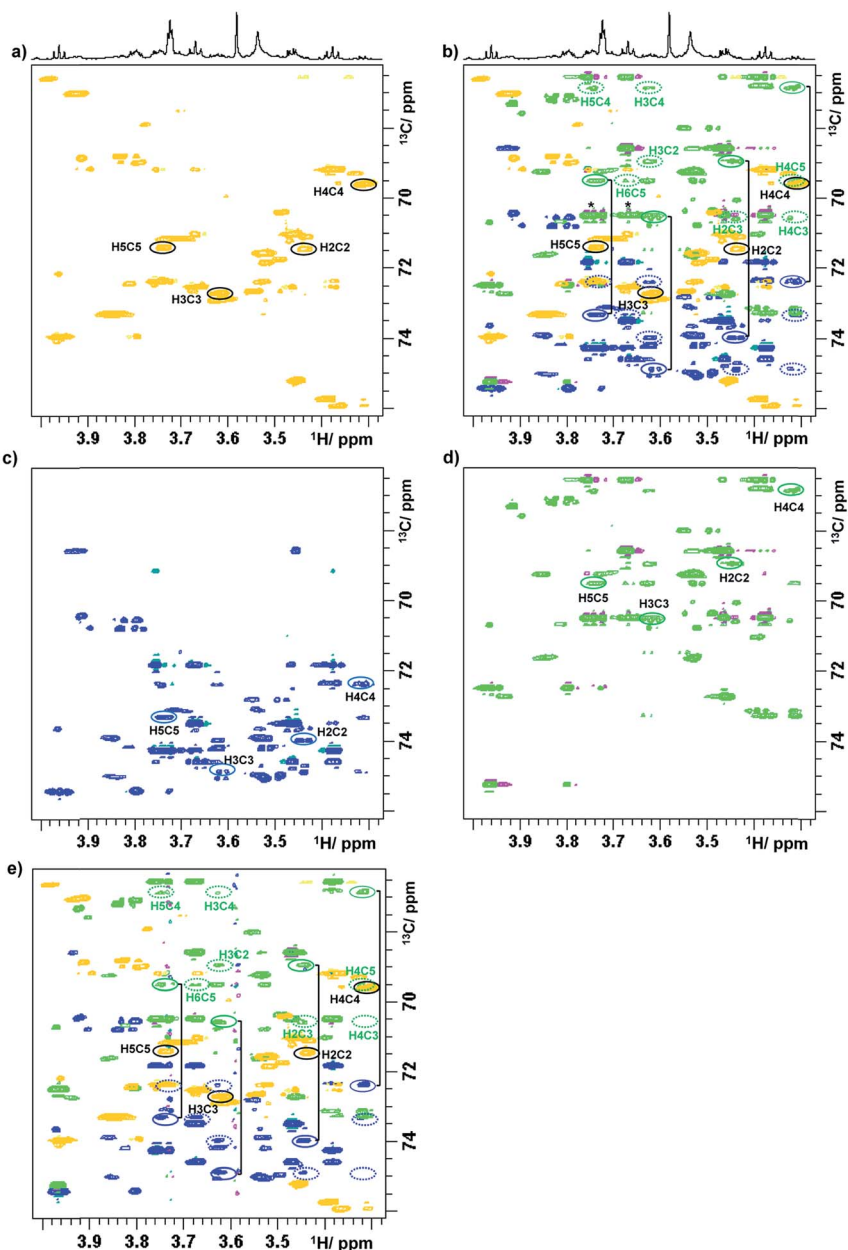 a)
b)
¹³C/ ppm
H4C4
H5C5
H2C2
H3C3
70
72
74
3.9 3.8 3.7 3.6 3.5
¹H/ ppm
¹³C/ ppm
H5C4 H3C4
H3C2
H6C5
H4C5
H4C4
* *
H2C3 H4C3
H5C5
H2C2
H3C3
70
72
74
3.9 3.8 3.7 3.6 3.5
¹H/ ppm
c)
d)
¹³C/ ppm
H4C4
H5C5
H2C2
H3C3
70
72
74
3.9 3.8 3.7 3.6 3.5
¹H/ ppm
¹³C/ ppm
H4C4
H2C2
H5C5
H3C3
70
72
74
3.9 3.8 3.7 3.6 3.5
¹H/ ppm
e)
¹³C/ ppm
H5C4 H3C4
H3C2
H6C5
H4C5
H4C4
H2C3 H4C3
H5C5
H2C2
H3C3
70
72
74
3.9 3.8 3.7 3.6 3.5
¹H/ ppm